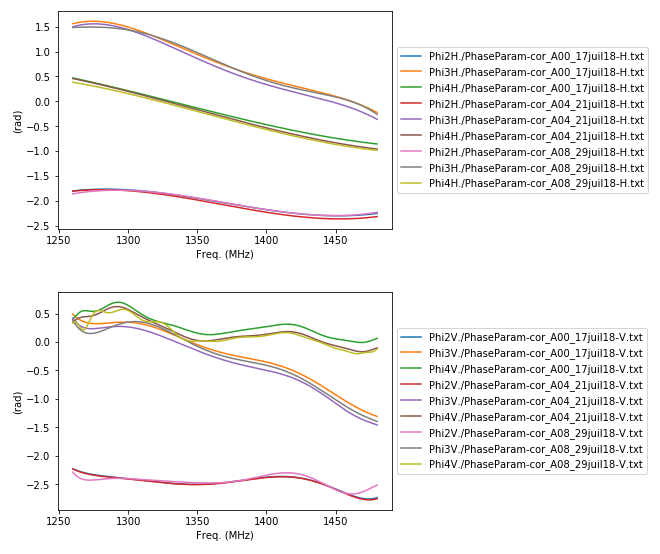 1.5
1.0
0.5
0.0
−0.5
−1.0
−1.5
−2.0
−2.5
(rad)
1250 1300 1350 1400 1450
Freq. (MHz)
Phi2H./PhaseParam-cor_A00_17juil18-H.txt
Phi3H./PhaseParam-cor_A00_17juil18-H.txt
Phi4H./PhaseParam-cor_A00_17juil18-H.txt
Phi2H./PhaseParam-cor_A04_21juil18-H.txt
Phi3H./PhaseParam-cor_A04_21juil18-H.txt
Phi4H./PhaseParam-cor_A04_21juil18-H.txt
Phi2H./PhaseParam-cor_A08_29juil18-H.txt
Phi3H./PhaseParam-cor_A08_29juil18-H.txt
Phi4H./PhaseParam-cor_A08_29juil18-H.txt
0.5
0.0
−0.5
−1.0
−1.5
−2.0
−2.5
(rad)
1250 1300 1350 1400 1450
Freq. (MHz)
Phi2V./PhaseParam-cor_A00_17juil18-V.txt
Phi3V./PhaseParam-cor_A00_17juil18-V.txt
Phi4V./PhaseParam-cor_A00_17juil18-V.txt
Phi2V./PhaseParam-cor_A04_21juil18-V.txt
Phi3V./PhaseParam-cor_A04_21juil18-V.txt
Phi4V./PhaseParam-cor_A04_21juil18-V.txt
Phi2V./PhaseParam-cor_A08_29juil18-V.txt
Phi3V./PhaseParam-cor_A08_29juil18-V.txt
Phi4V./PhaseParam-cor_A08_29juil18-V.txt